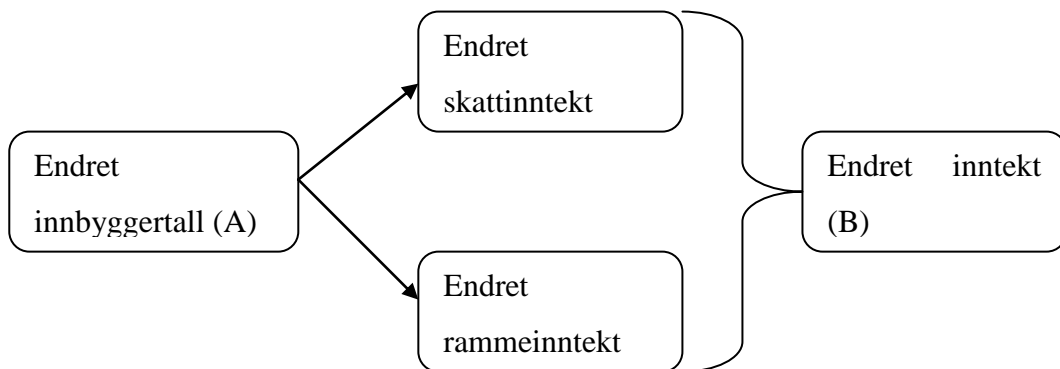 Endret
skattinntekt
Endret
innbyggertall (A)
Endret inntekt
(B)
Endret
rammeinntekt